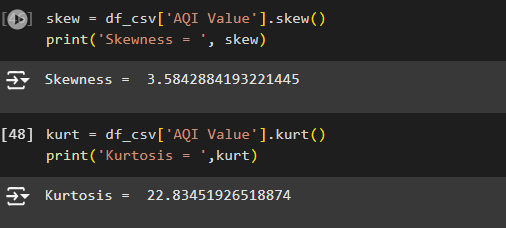 skew = df_csv['AQI Value'].skew()
print('Skewness = ', skew)
Skewness =  3.5842884193221445
[48] kurt = df_csv['AQI Value'].kurt()
print('Kurtosis = ',kurt)
Kurtosis =  22.83451926518874